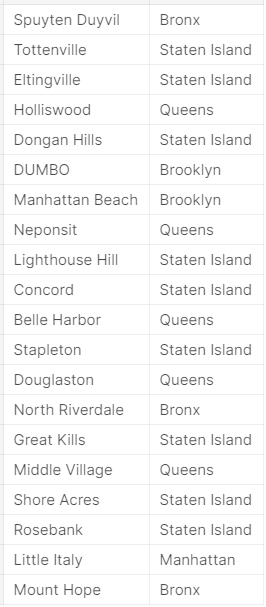 Spuyten Duyvil Bronx
Tottenville Staten Island
Eltingville Staten Island
Holliswood Queens
Dongan Hills Staten Island
DUMBO Brooklyn
Manhattan Beach Brooklyn
Neponsit Queens
Lighthouse Hill Staten Island
Concord Staten Island
Belle Harbor Queens
Stapleton Staten Island
Douglaston Queens
North Riverdale Bronx
Great Kills Staten Island
Middle Village Queens
Shore Acres Staten Island
Rosebank Staten Island
Little Italy Manhattan
Mount Hope Bronx